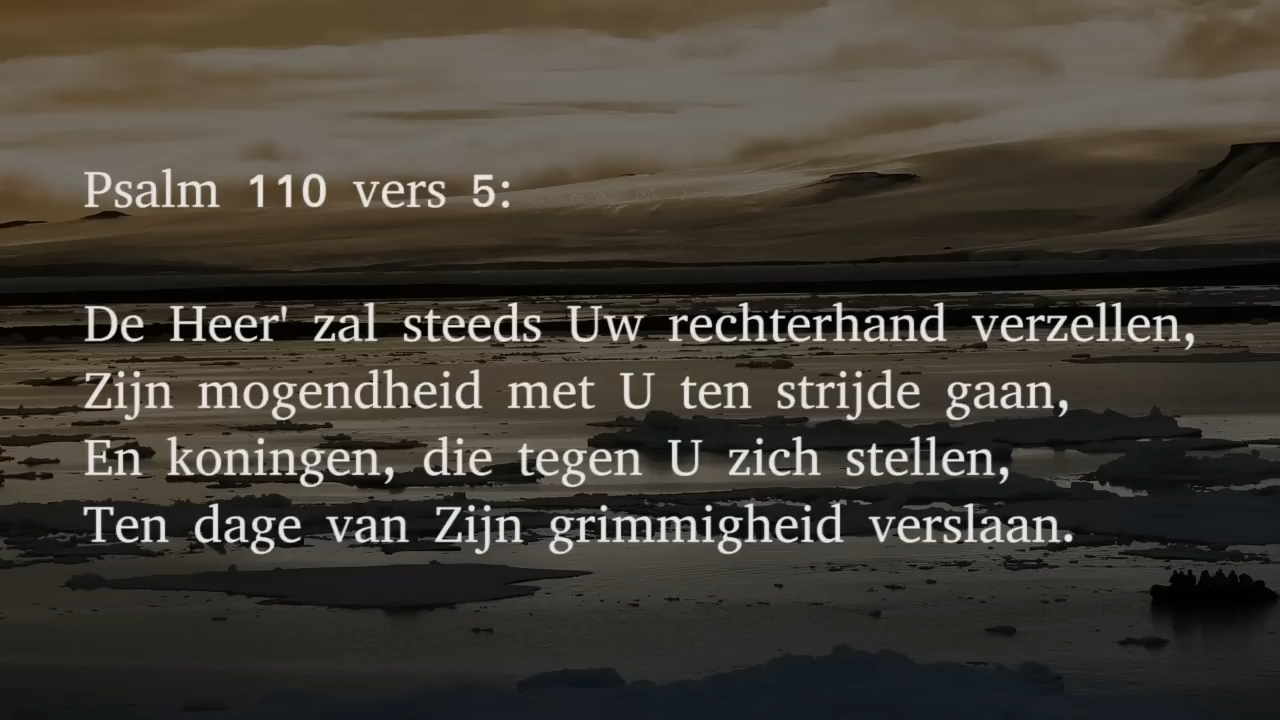 Psalm 110 vers 5:
De Heer' zal steeds Uw rechterhand verzellen,
Zijn mogendheid met U ten strijde gaan,
En koningen, die tegen U zich stellen,
Ten dage van Zijn grimmigheid verslaan.